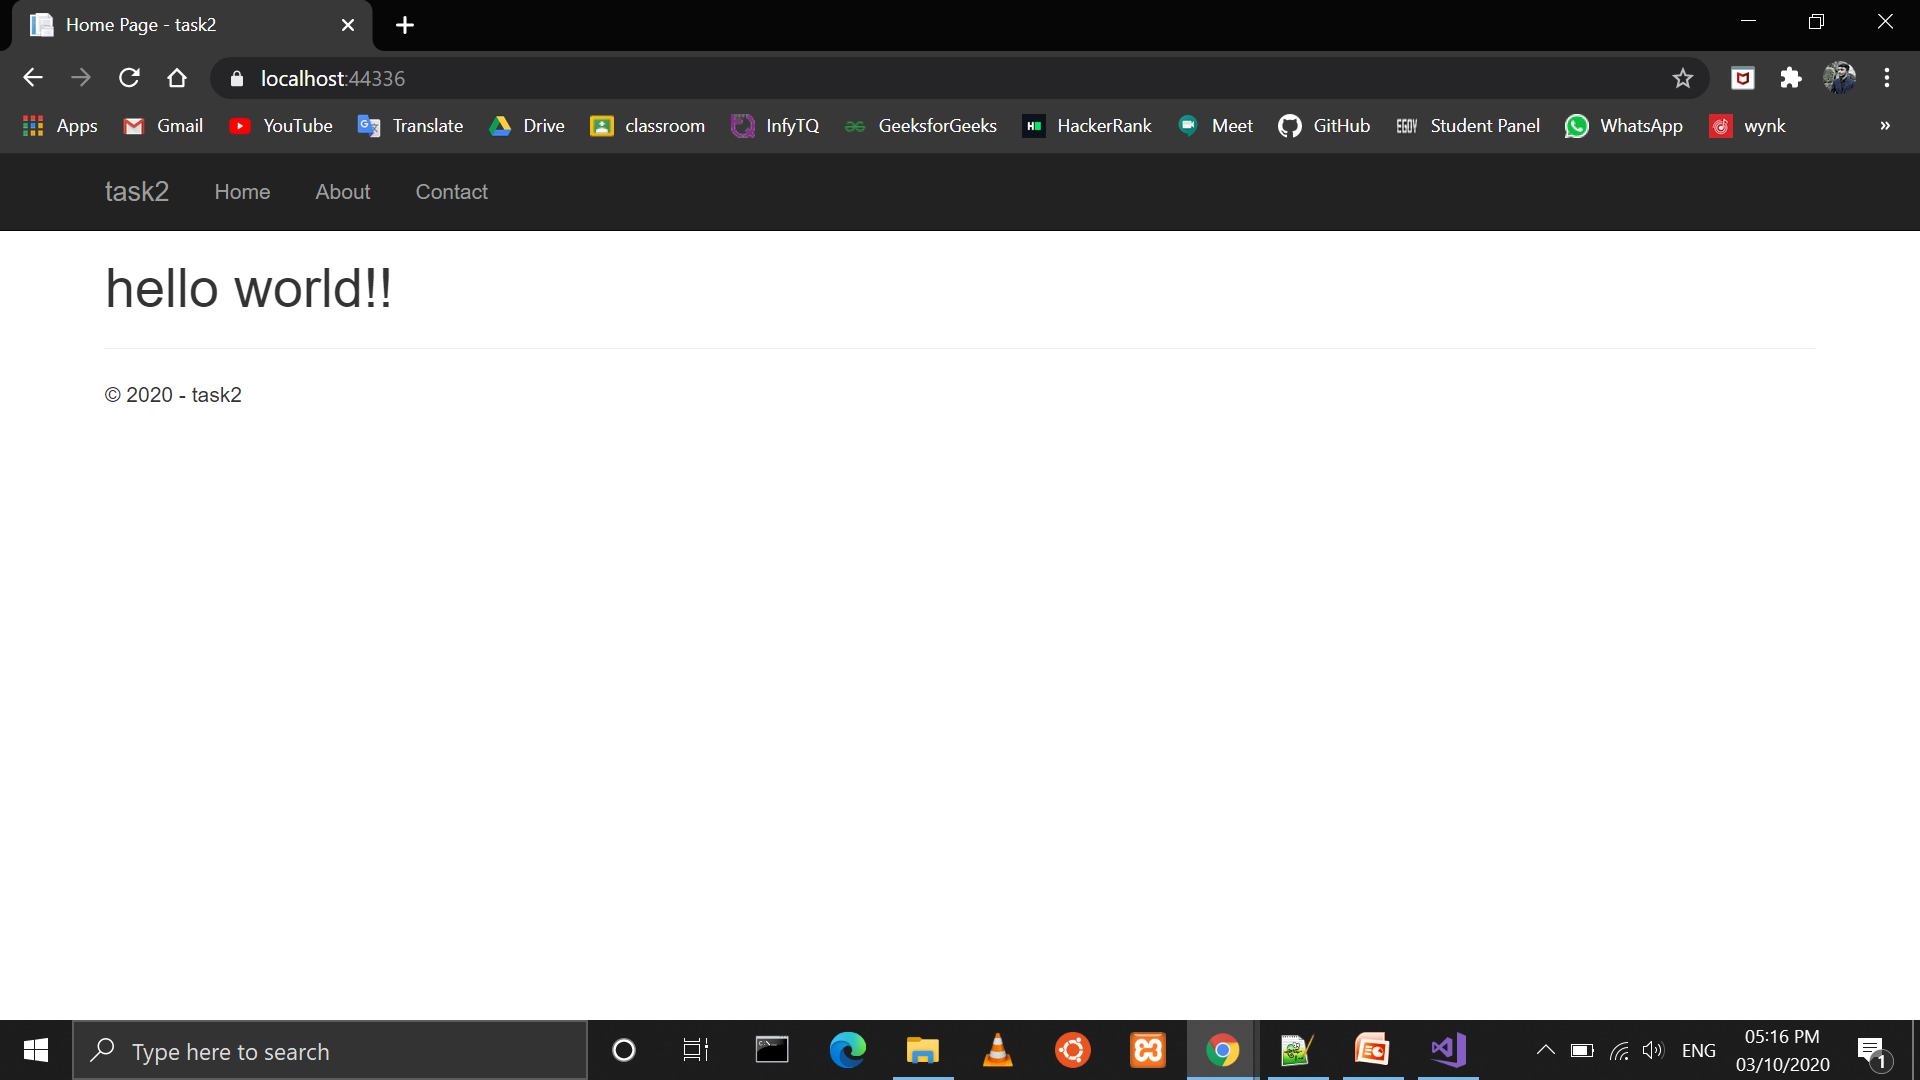 Home Page - task2
localhost:44336
Apps Gmail YouTube Translate Drive classroom InfyTQ GeeksforGeeks HackerRank Meet GitHub EGOV Student Panel WhatsApp wynk »
task2 Home About Contact
hello world!!
© 2020 - task2
Type here to search
ENG
05:16 PM
03/10/2020
1